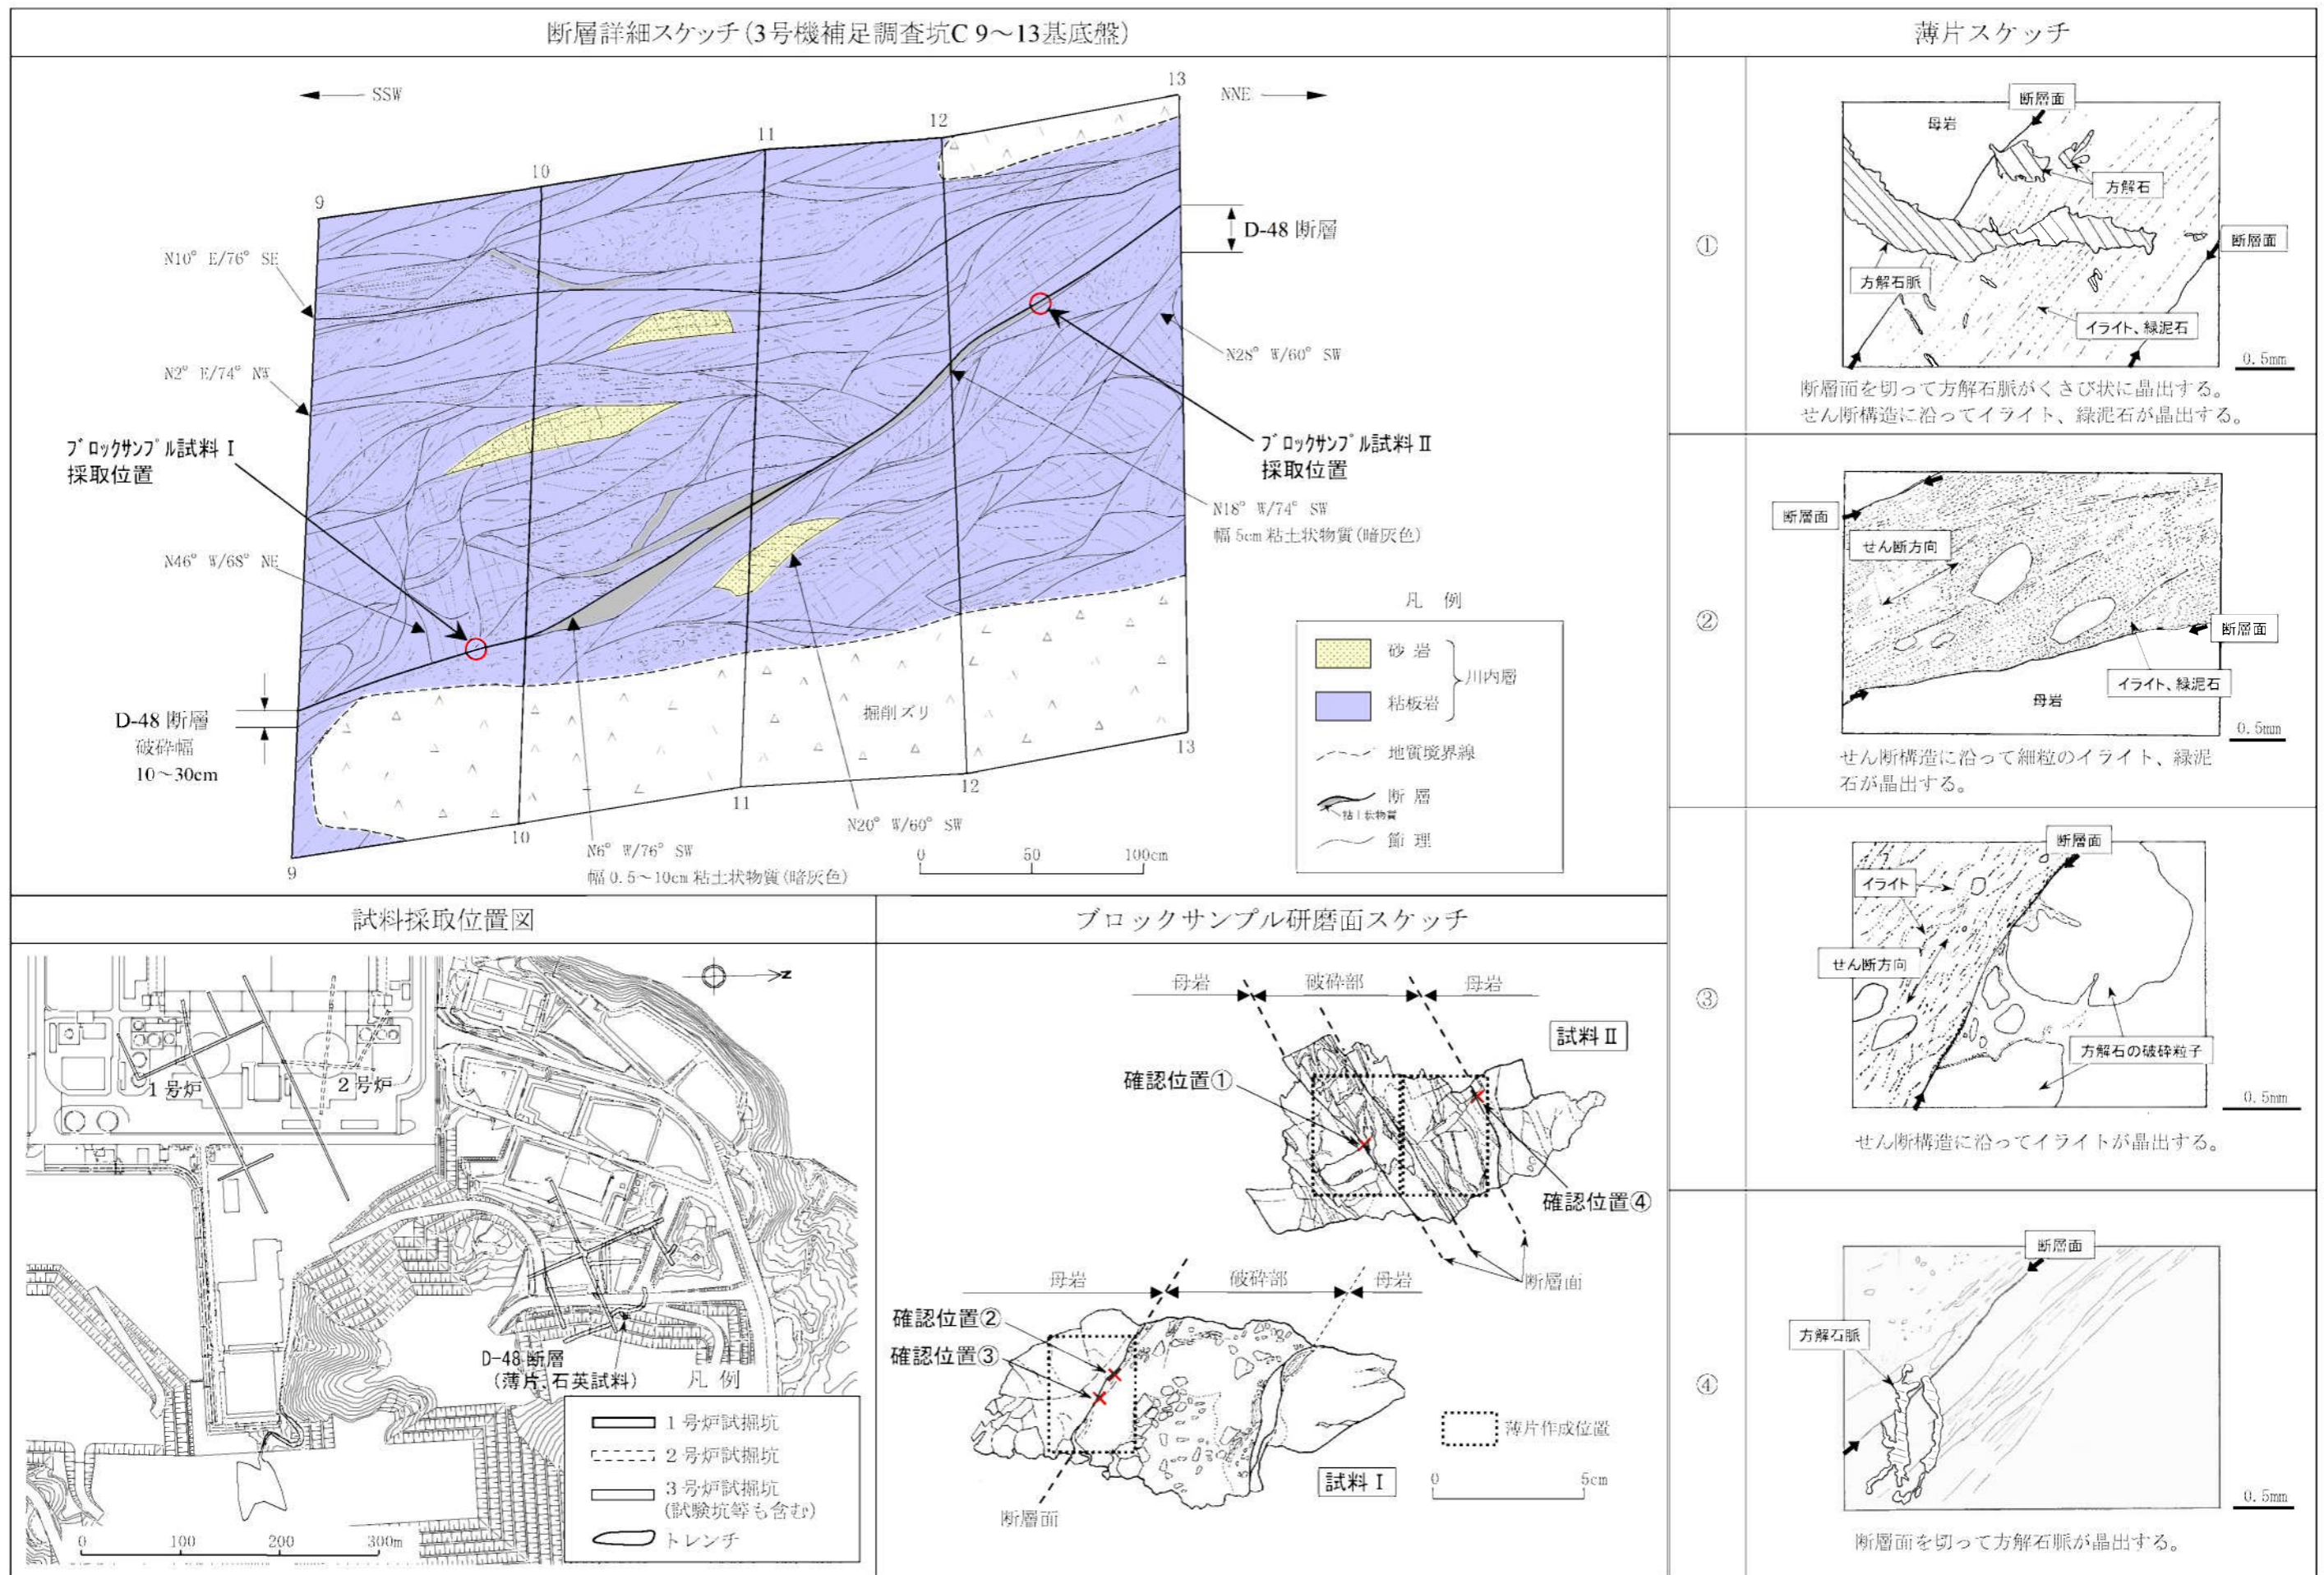 断層詳細スケッチ(3号機補足調査坑C 9～13基底盤)
SSW
NNE
13
12
11
10
9
D-48 断層
N10° E/76° SE
N2° E/74° NW
ブロックサンプル試料Ⅰ
採取位置
N46° W/68° NE
N28° W/60° SW
ブロックサンプル試料Ⅱ
採取位置
N18° W/74° SW
幅 5cm 粘土状物質(暗灰色)
D-48 断層
破砕幅
10～30cm
掘削ズリ
9
10
11
12
13
N6° W/76° SW
幅 0.5～10cm 粘土状物質(暗灰色)
N20° W/60° SW
0 50 100cm
凡 例
砂 岩
粘板岩
川内層
地質境界線
断 層
粘土状物質
節 理
試料採取位置図
N
1号炉
2号炉
D-48 断層
(薄片, 石英試料)
凡 例
1号炉試掘坑
2号炉試掘坑
3号炉試掘坑
(試験坑等も含む)
トレンチ
0 100 200 300m
ブロックサンプル研磨面スケッチ
母岩 破砕部 母岩
試料Ⅱ
確認位置①
確認位置④
断層面
母岩 破砕部 母岩
確認位置②
確認位置③
断層面
試料Ⅰ
薄片作成位置
0 5cm
薄片スケッチ
①
断層面
母岩
方解石
断層面
方解石脈
イライト、緑泥石
0.5mm
断層面を切って方解石脈がくさび状に晶出する。
せん断構造に沿ってイライト、緑泥石が晶出する。
②
断層面
せん断方向
断層面
イライト、緑泥石
母岩
0.5mm
せん断構造に沿って細粒のイライト、緑泥
石が晶出する。
③
断層面
イライト
せん断方向
方解石の破砕粒子
0.5mm
せん断構造に沿ってイライトが晶出する。
④
断層面
方解石脈
0.5mm
断層面を切って方解石脈が晶出する。